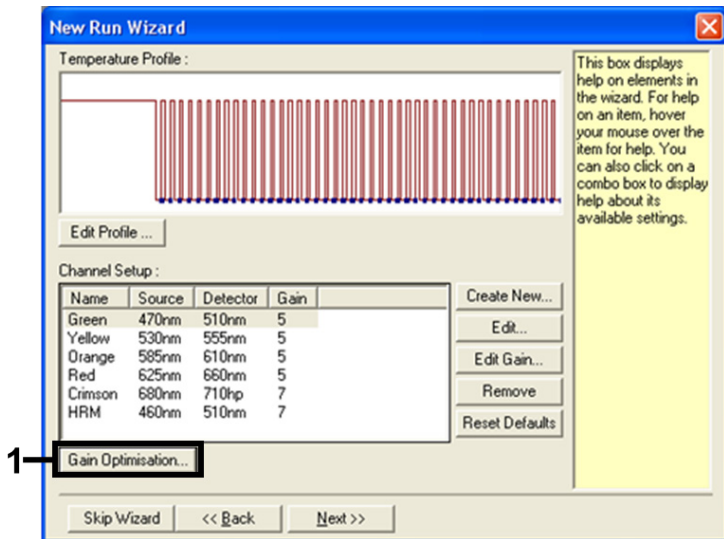 New Run Wizard
Temperature Profile :
This box displays
help on elements in
the wizard. For help
on an item, hover
your mouse over the
item for help. You
can also click on a
combo box to display
help about its
available settings.
Edit Profile ...
Channel Setup :
Name Source Detector Gain
Green 470nm 510nm 5
Yellow 530nm 555nm 5
Orange 585nm 610nm 5
Red 625nm 660nm 5
Crimson 680nm 710hp 7
HRM 460nm 510nm 7
Create New...
Edit...
Edit Gain...
Remove
Reset Defaults
1
Gain Optimisation...
Skip Wizard << Back Next >>